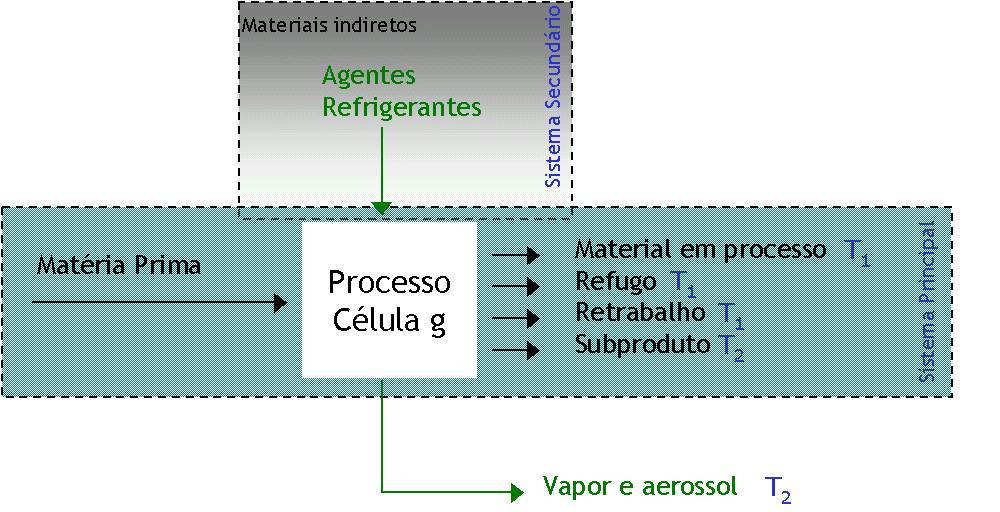 Materiais indiretos
Sistema Secundário
Agentes
Refrigerantes
Matéria Prima
Processo
Célula g
Material em processo T1
Refugo T1
Retrabalho T1
Subproduto T2
Sistema Principal
Vapor e aerossol T2